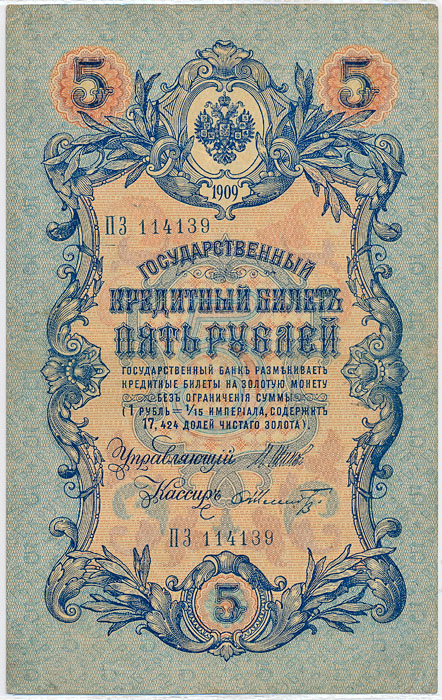 5 5
1909
ПЗ 114139
ГОСУДАРСТВЕННЫЙ
КРЕДИТНЫЙ БИЛЕТЪ
ПЯТЬ РУБЛЕЙ
ГОСУДАРСТВЕННЫЙ БАНКЪ РАЗМѢНИВАЕТЪ
КРЕДИТНЫЕ БИЛЕТЫ НА ЗОЛОТУЮ МОНЕТУ
БЕЗЪ ОГРАНИЧЕНІЯ СУММЫ
(1 РУБЛЬ = 1/15 ИМПЕРІАЛА, СОДЕРЖИТЪ
17,424 ДОЛЕЙ ЧИСТАГО ЗОЛОТА).
Управляющій
Кассиръ
ПЗ 114139
5